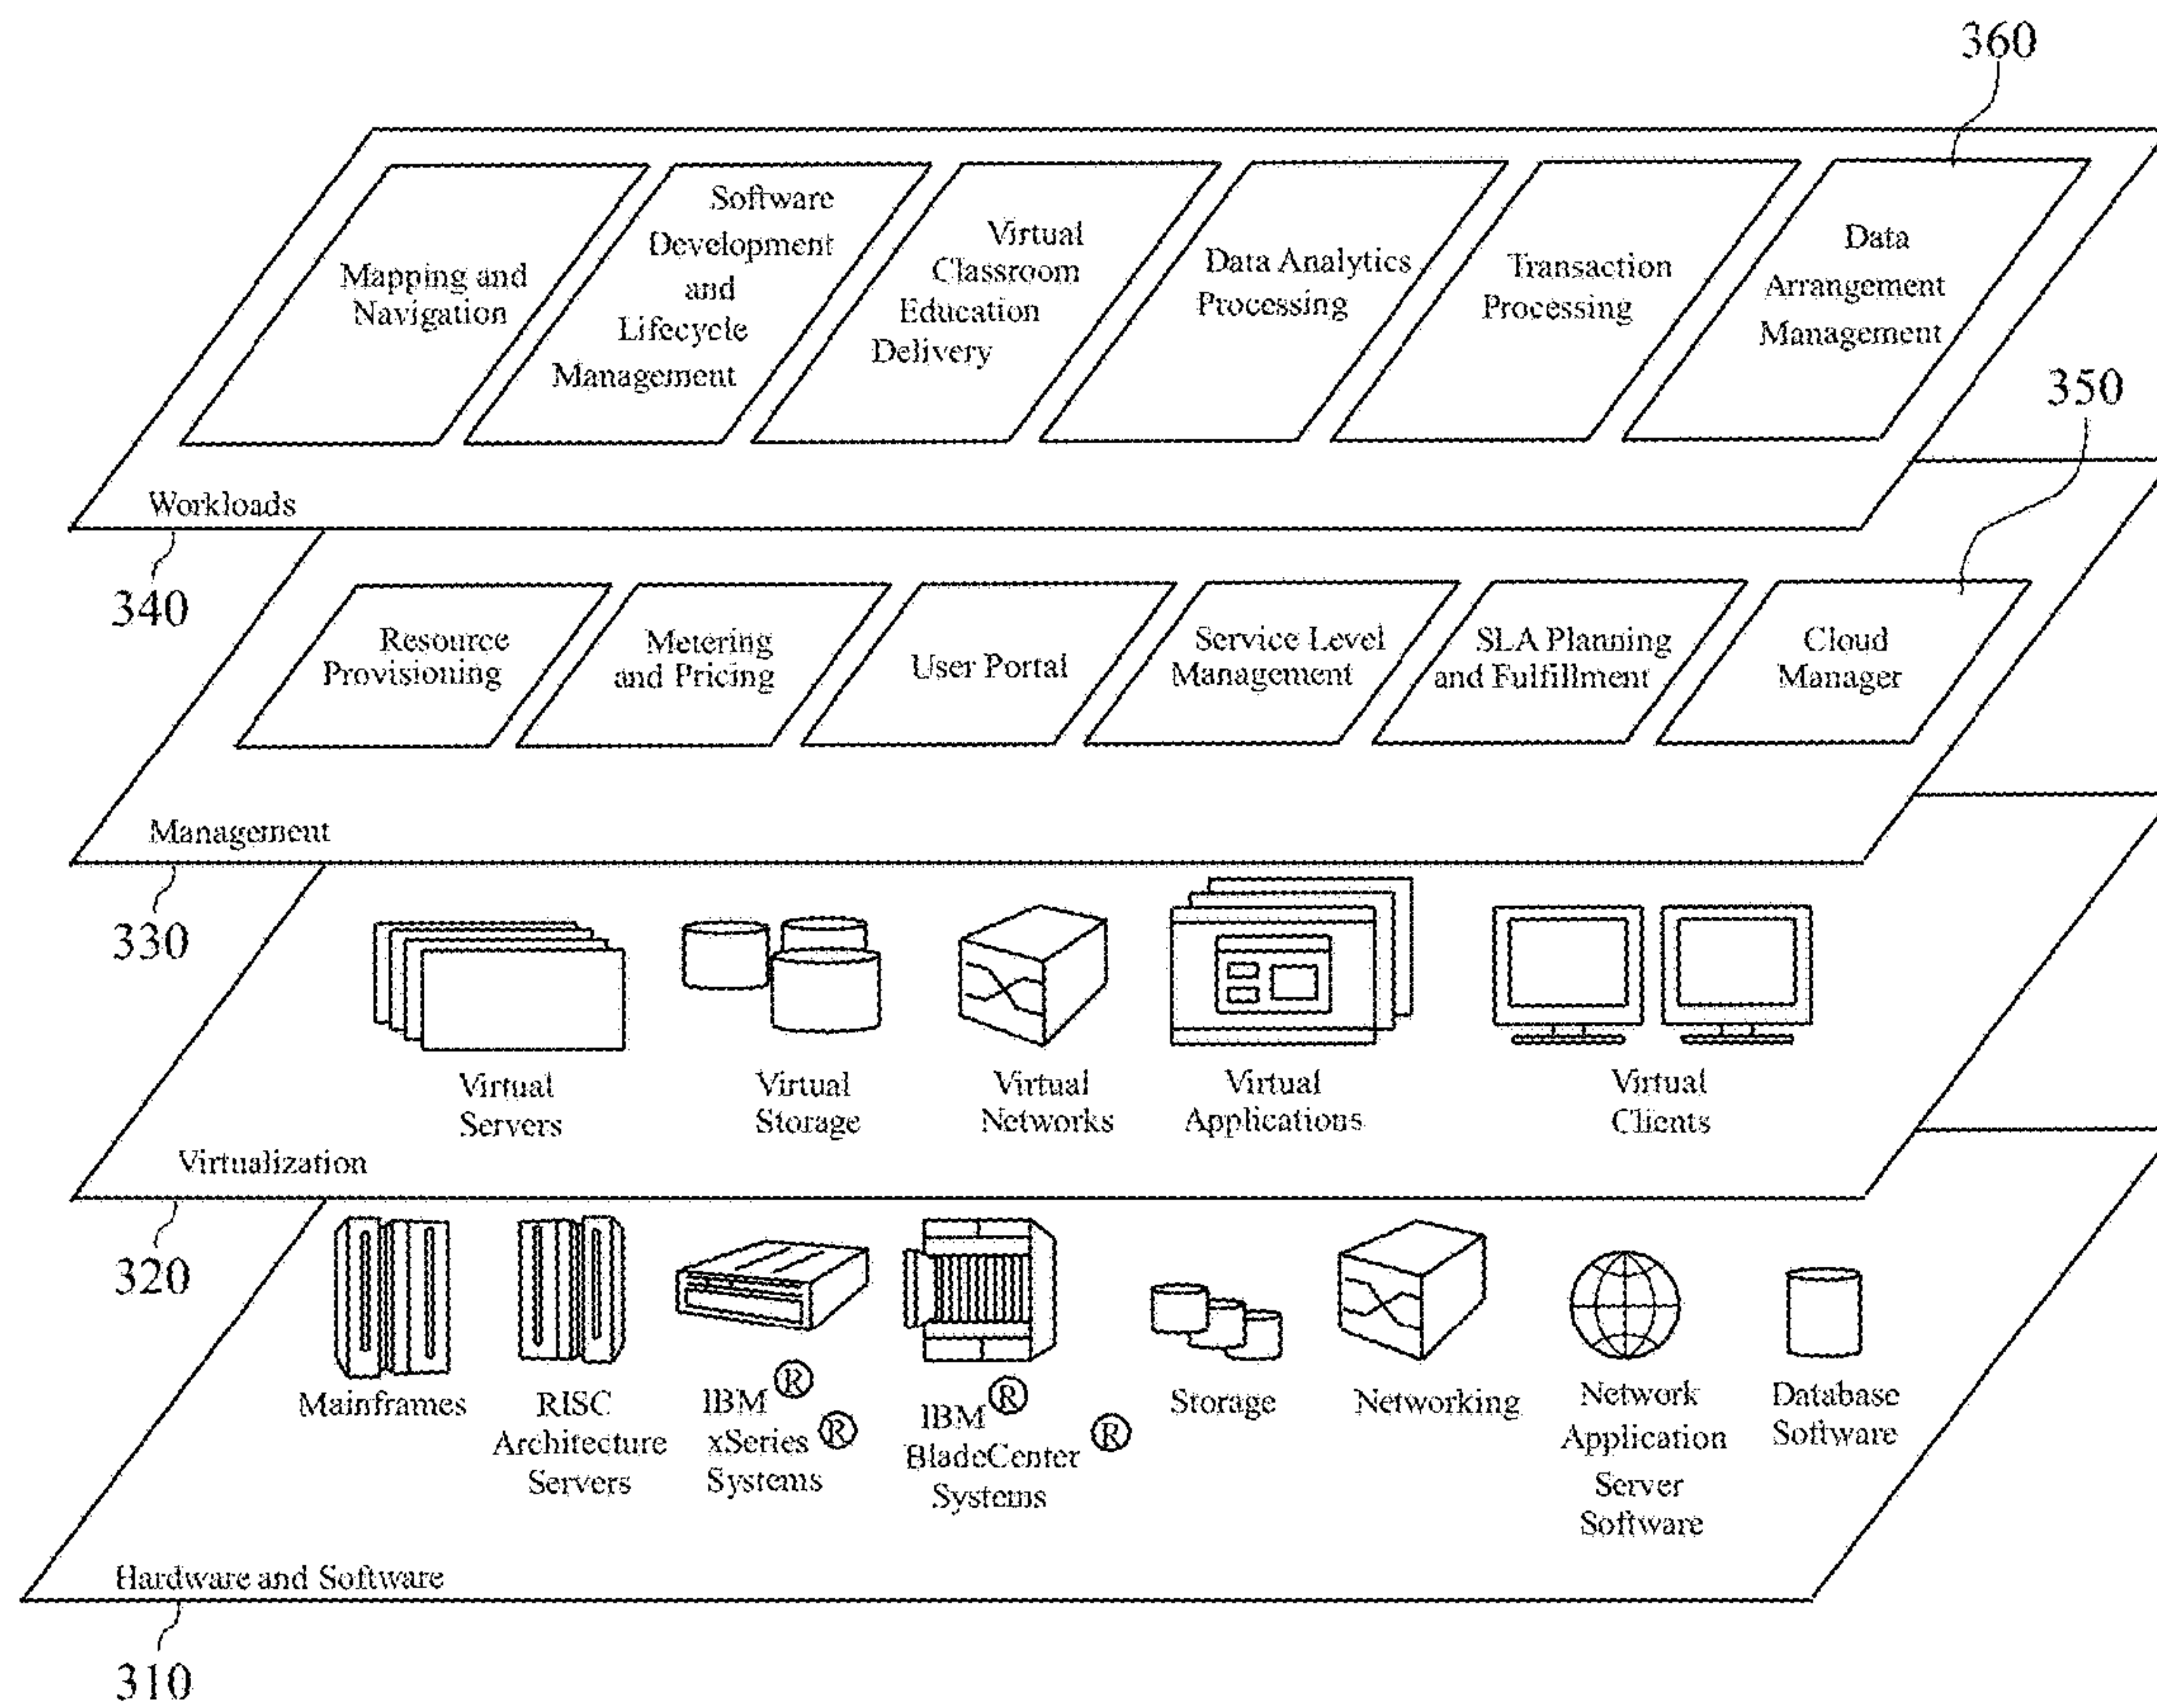 360
Mapping and
Navigation
Software
Development
and
Lifecycle
Management
Virtual
Classroom
Education
Delivery
Data Analytics
Processing
Transaction
Processing
Data
Arrangement
Management
350
Workloads
340
Resource
Provisioning
Metering
and Pricing
User Portal
Service Level
Management
SLA Planning
and Fulfillment
Cloud
Manager
Management
330
Virtual
Servers
Virtual
Storage
Virtual
Networks
Virtual
Applications
Virtual
Clients
Virtualization
320
Mainframes
RISC
Architecture
Servers
IBM ®
xSeries ®
Systems
IBM ®
BladeCenter ®
Systems
Storage
Networking
Network
Application
Server
Software
Database
Software
Hardware and Software
310